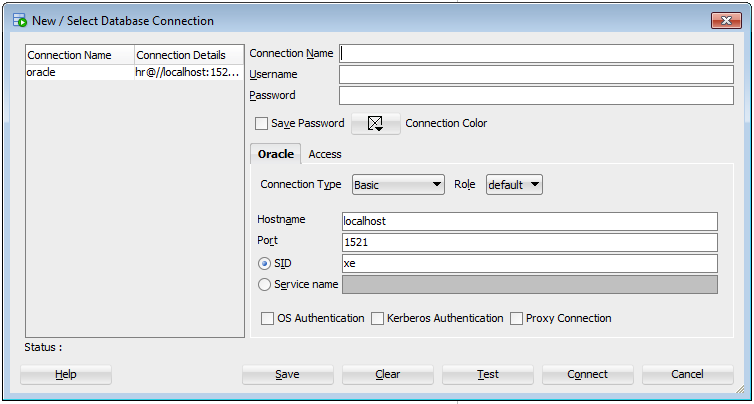 New / Select Database Connection
Connection Name Connection Details
oracle hr@//localhost:152...
Connection Name
Username
Password
Save Password Connection Color
Oracle Access
Connection Type Basic Role default
Hostname localhost
Port 1521
SID xe
Service name
OS Authentication Kerberos Authentication Proxy Connection
Status :
Help Save Clear Test Connect Cancel